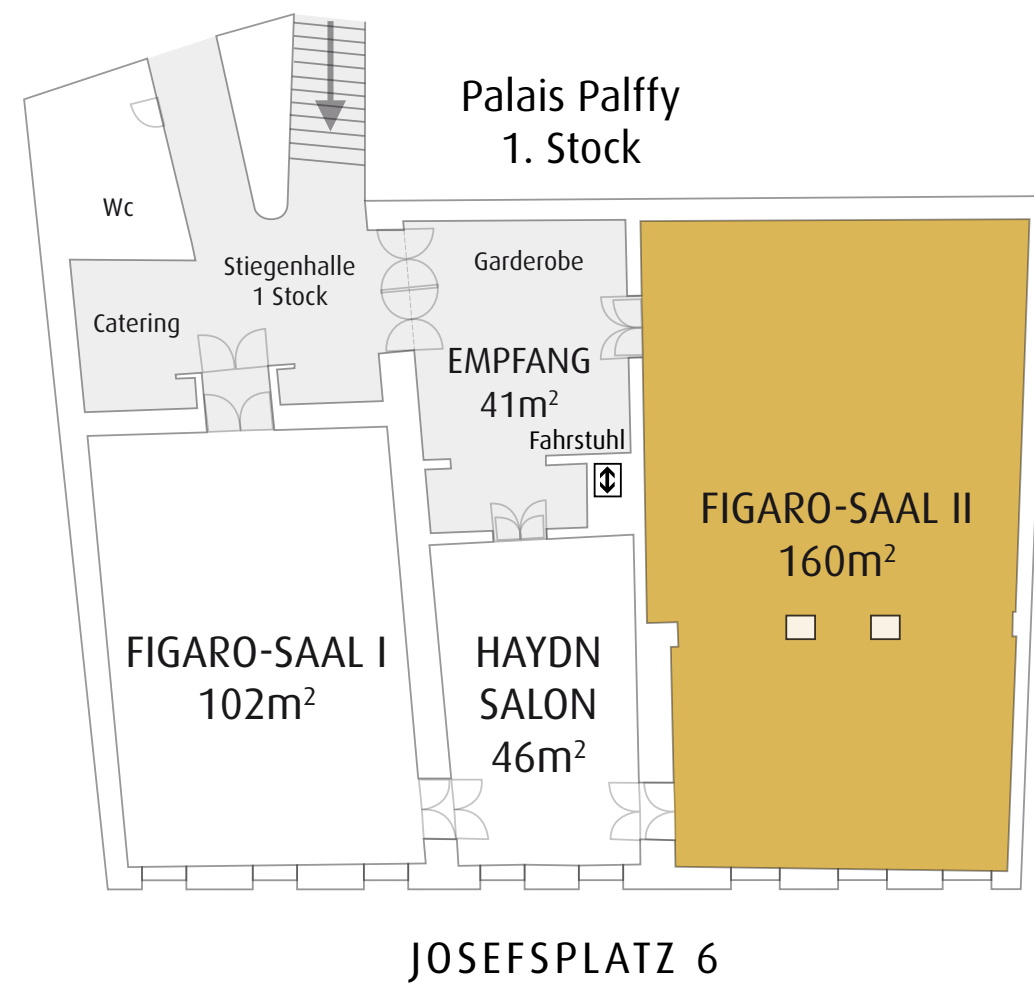 Palais Palffy
1. Stock
Wc
Stiegenhalle
1 Stock
Garderobe
Catering
EMPFANG
41m²
Fahrstuhl
FIGARO-SAAL II
160m²
FIGARO-SAAL I
102m²
HAYDN
SALON
46m²
JOSEFSPLATZ 6